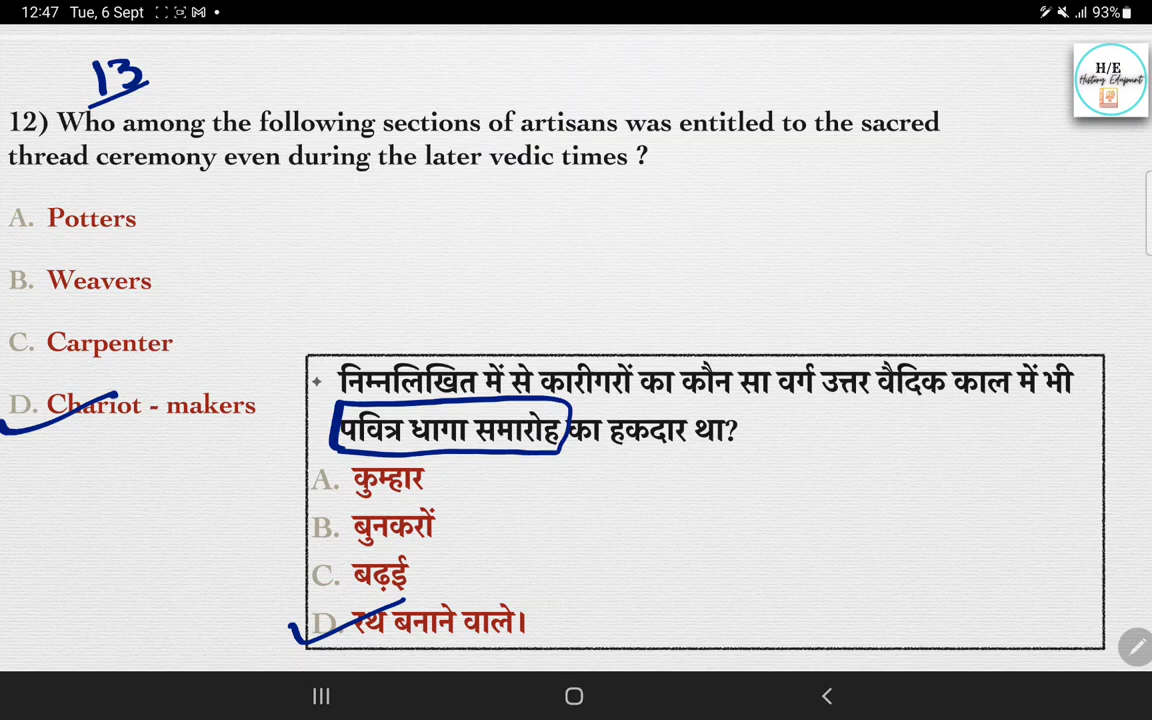 12:47 Tue, 6 Sept 93%
H/E
History Edupoint
13
12) Who among the following sections of artisans was entitled to the sacred
thread ceremony even during the later vedic times ?
A. Potters
B. Weavers
C. Carpenter
D. Chariot - makers
निम्नलिखित में से कारीगरों का कौन सा वर्ग उत्तर वैदिक काल में भी
पवित्र धागा समारोह का हकदार था?
A. कुम्हार
B. बुनकरों
C. बढ़ई
D. रथ बनाने वाले।